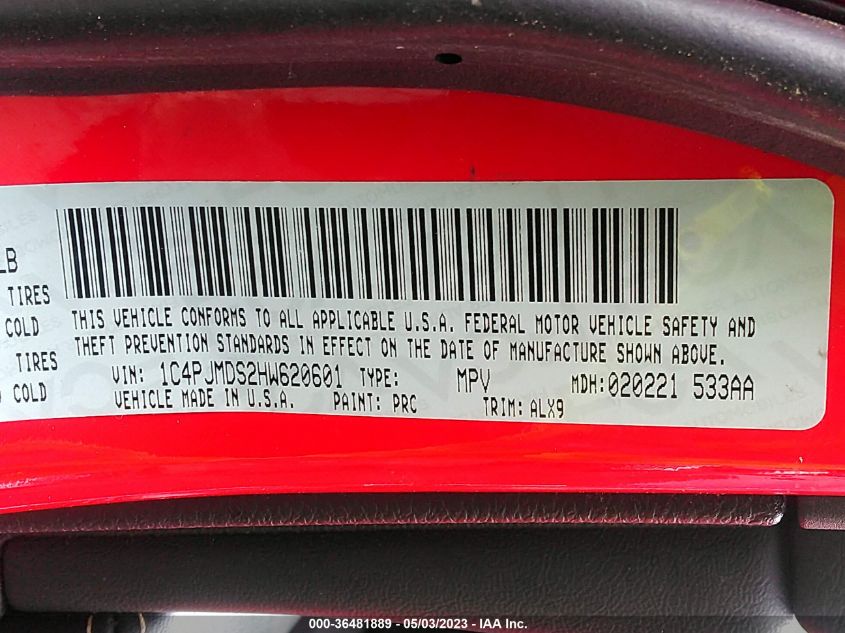 LB
TIRES
COLD
TIRES
COLD
THIS VEHICLE CONFORMS TO ALL APPLICABLE U.S.A. FEDERAL MOTOR VEHICLE SAFETY AND
THEFT PREVENTION STANDARDS IN EFFECT ON THE DATE OF MANUFACTURE SHOWN ABOVE.
VIN: 1C4PJMDS2HW620601 TYPE: MPV MDH:020221 533AA
VEHICLE MADE IN U.S.A. PAINT: PRC TRIM: ALX9
000-36481889 - 05/03/2023 - IAA Inc.